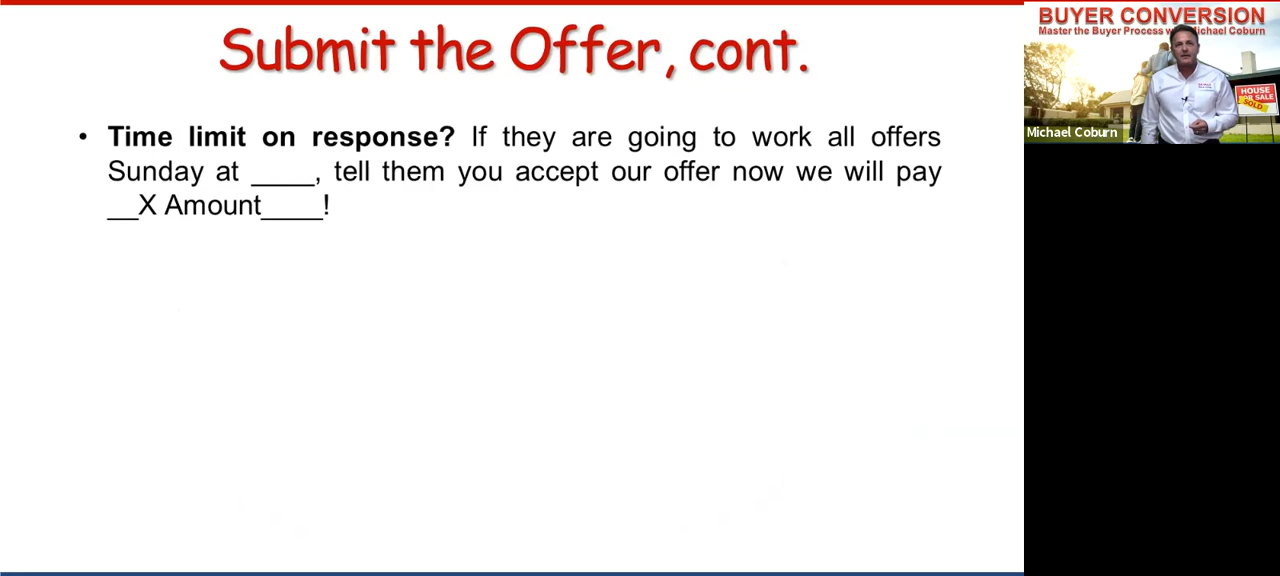 Submit the Offer, cont.
• Time limit on response? If they are going to work all offers
Sunday at ____, tell them you accept our offer now we will pay
__X Amount____!
BUYER CONVERSION
Master the Buyer Process Michael Coburn
HOUSE
FOR SALE
SOLD
Michael Coburn